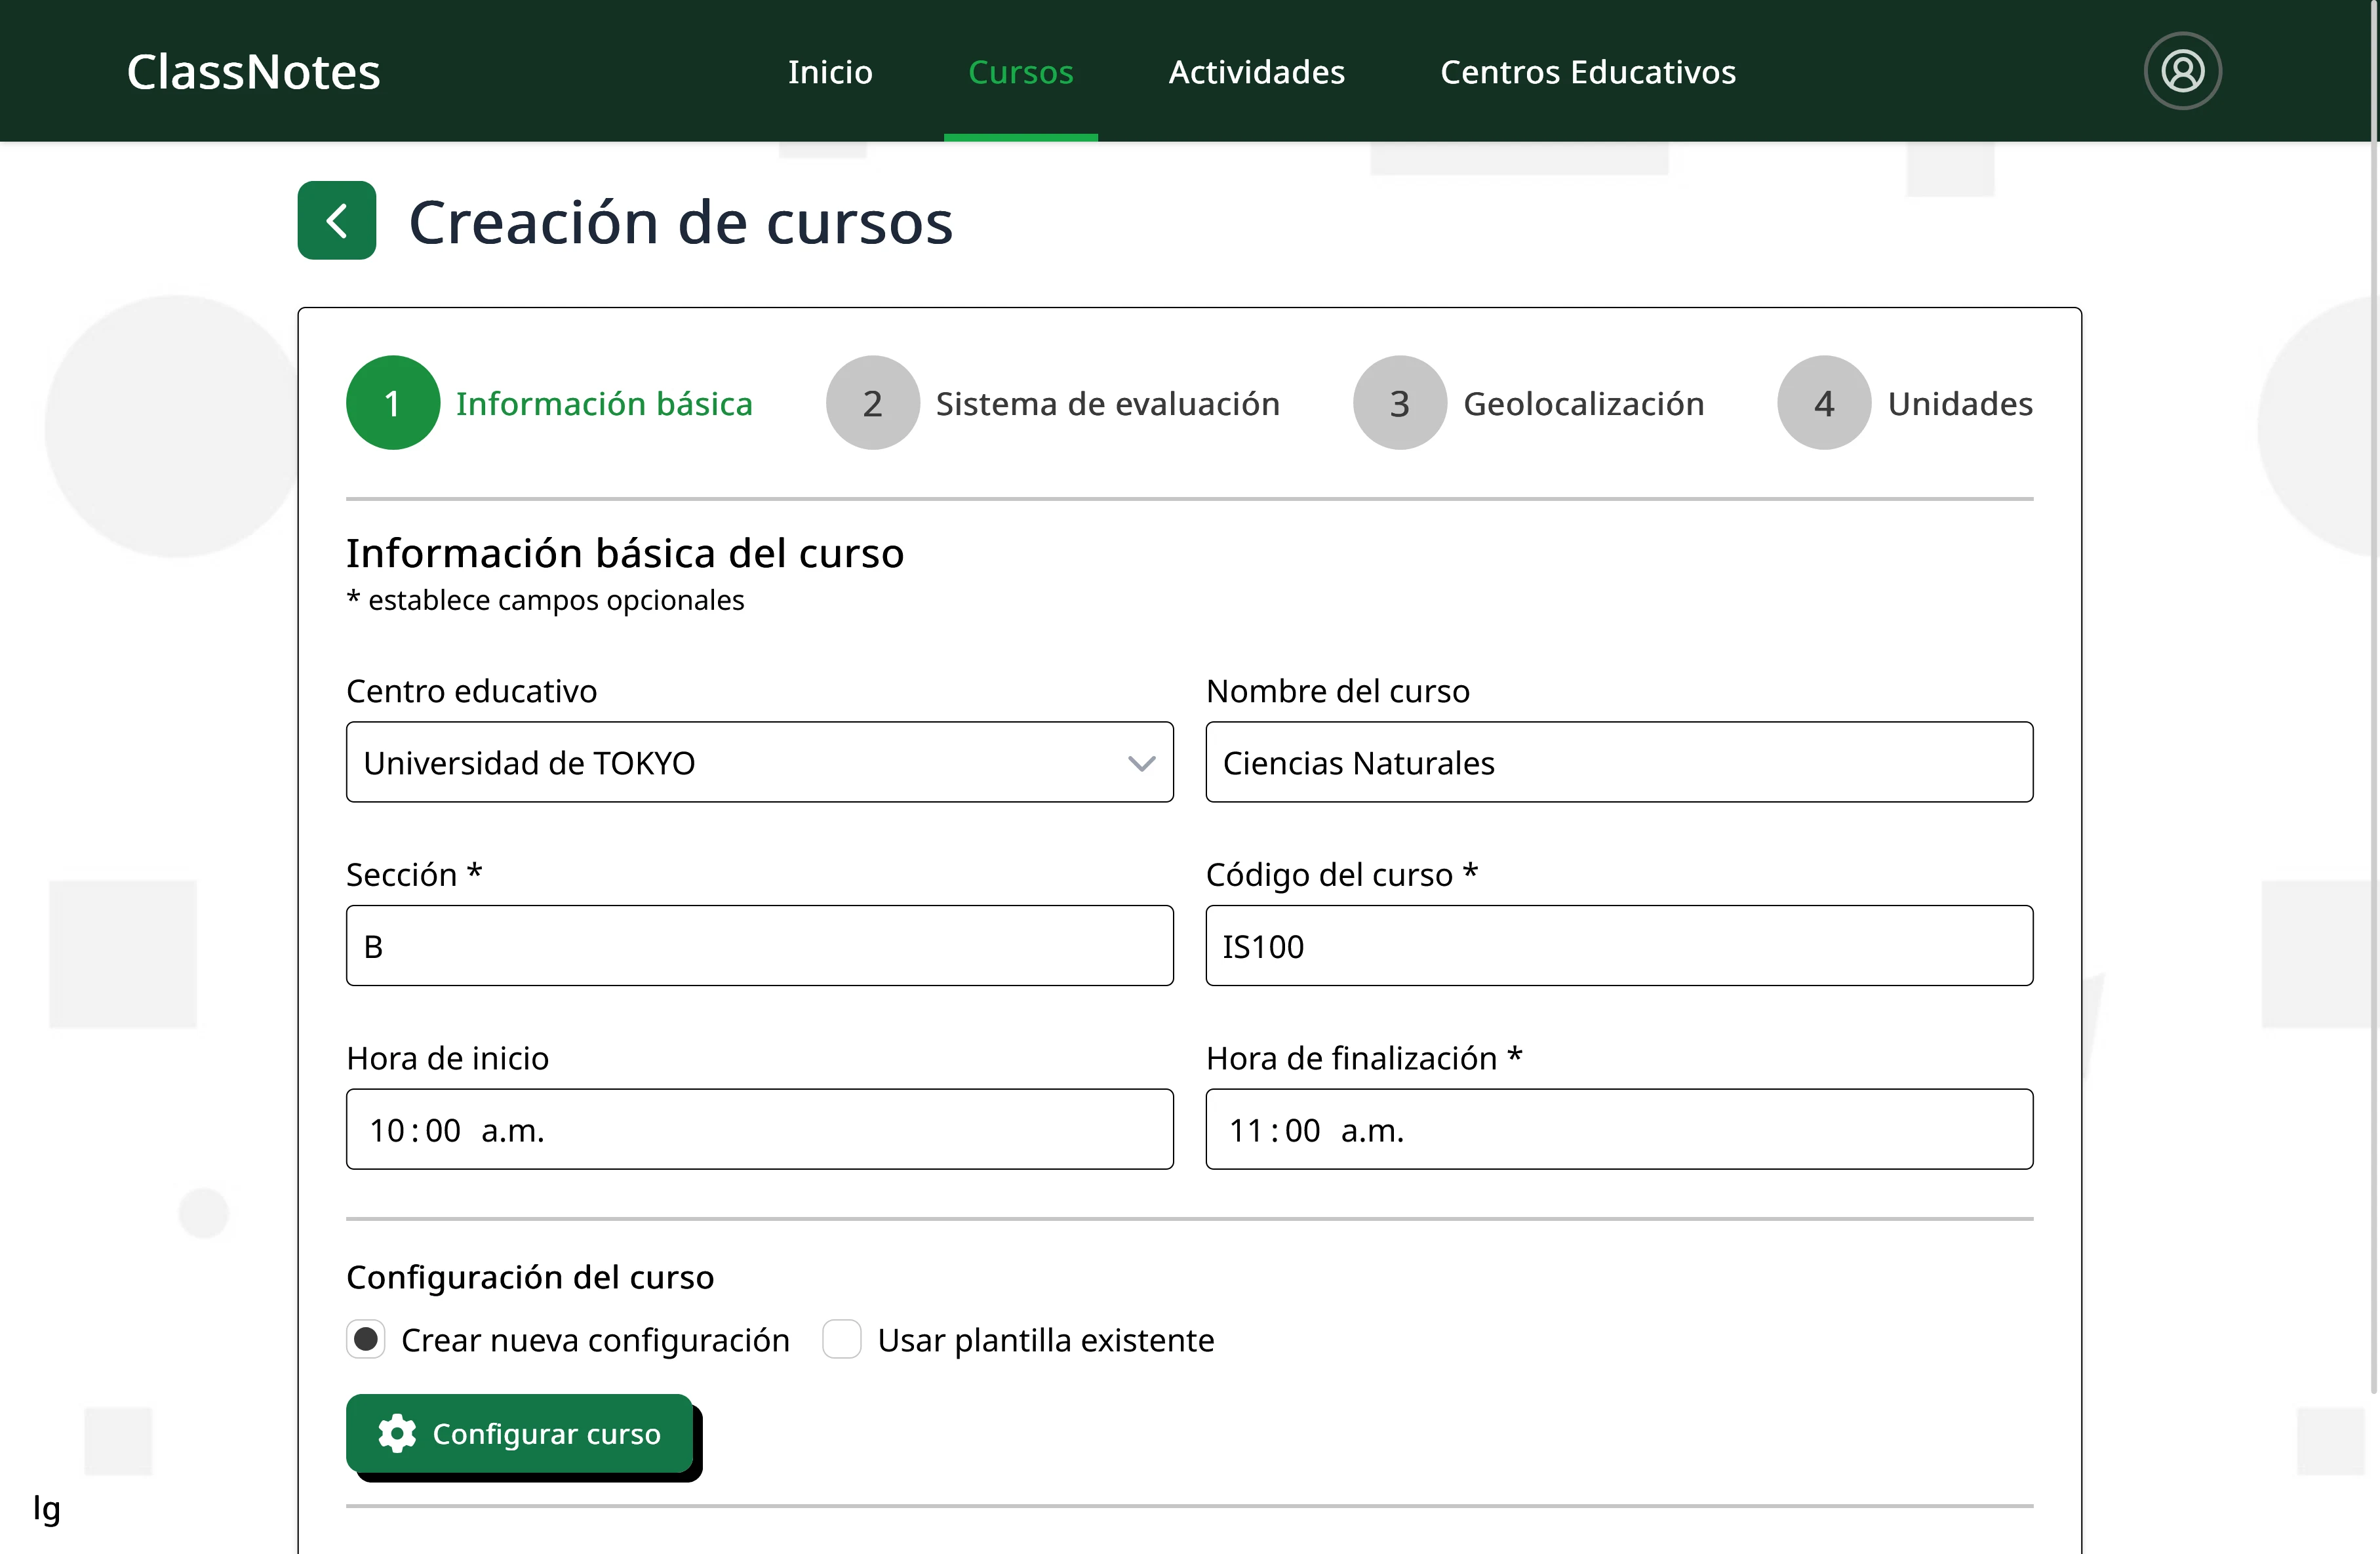 ClassNotes
Inicio
Cursos
Actividades
Centros Educativos
Creación de cursos
1 Información básica
2 Sistema de evaluación
3 Geolocalización
4 Unidades
Información básica del curso
* establece campos opcionales
Centro educativo
Universidad de TOKYO
Nombre del curso
Ciencias Naturales
Sección *
B
Código del curso *
IS100
Hora de inicio
10:00 a.m.
Hora de finalización *
11:00 a.m.
Configuración del curso
Crear nueva configuración
Usar plantilla existente
Configurar curso
lg